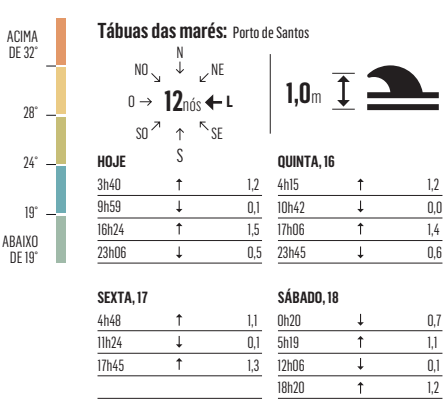 ACIMA
DE 32°
28°
24°
19°
ABAIXO
DE 19°
Tábuas das marés: Porto de Santos
N
NO ↘ ↓ ↙ NE
O → 12nós ← L
SO ↗ ↑ ↖ SE
S
1,0m
HOJE
3h40 ↑ 1,2
9h59 ↓ 0,1
16h24 ↑ 1,5
23h06 ↓ 0,5
QUINTA, 16
4h15 ↑ 1,2
10h42 ↓ 0,0
17h06 ↑ 1,4
23h45 ↓ 0,6
SEXTA, 17
4h48 ↑ 1,1
11h24 ↓ 0,1
17h45 ↑ 1,3
SÁBADO, 18
0h20 ↓ 0,7
5h19 ↑ 1,1
12h06 ↓ 0,1
18h20 ↑ 1,2